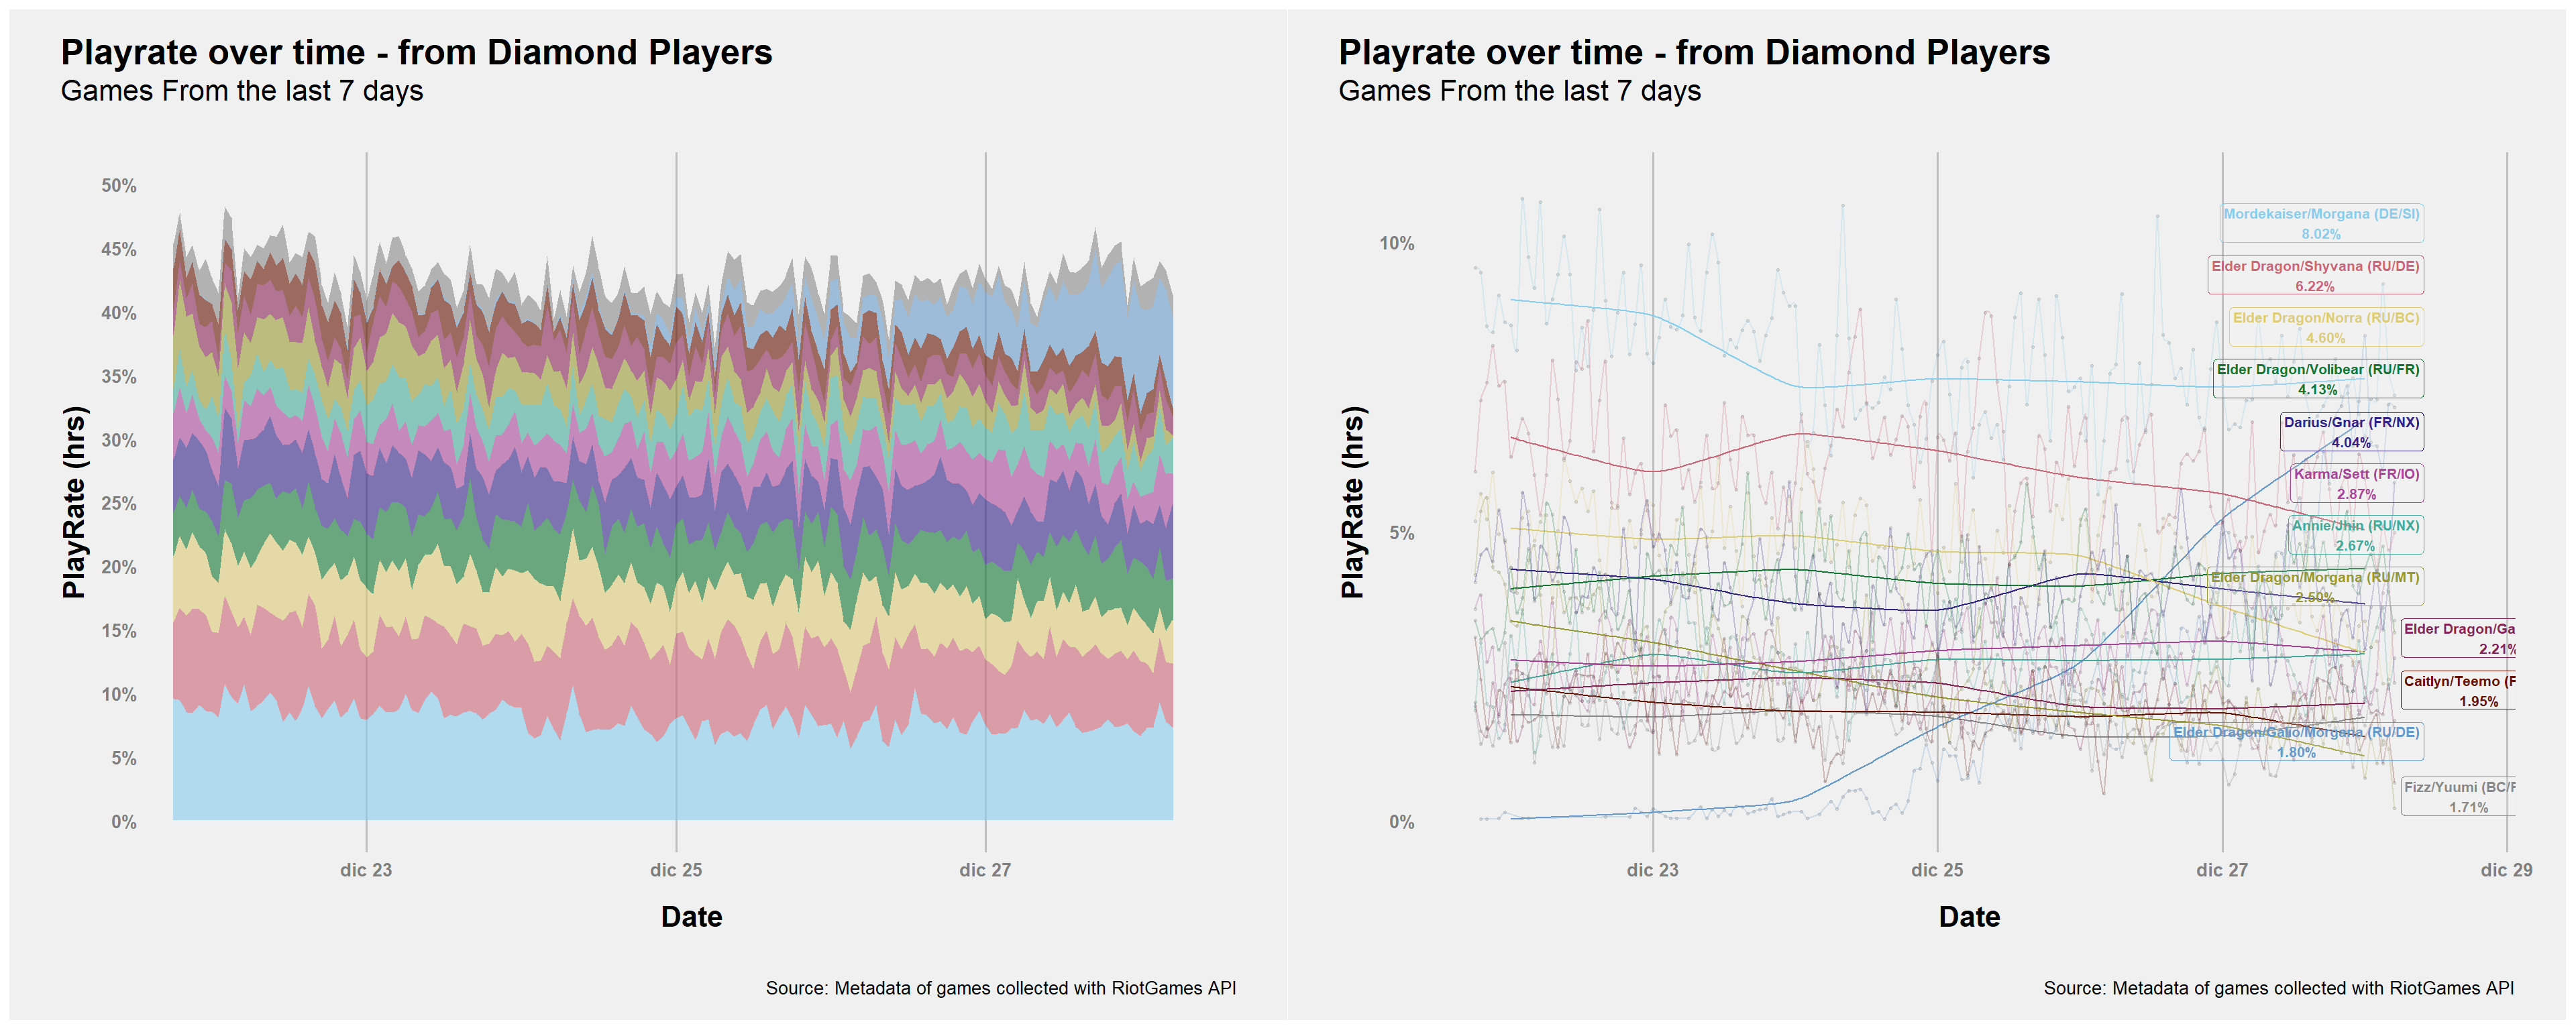 Playrate over time - from Diamond Players
Games From the last 7 days
50%
45%
40%
35%
30%
25%
20%
15%
10%
5%
0%
PlayRate (hrs)
dic 23
dic 25
dic 27
Date
Source: Metadata of games collected with RiotGames API
Playrate over time - from Diamond Players
Games From the last 7 days
10%
5%
0%
PlayRate (hrs)
Mordekaiser/Morgana (DE/SI)
8.02%
Elder Dragon/Shyvana (RU/DE)
6.22%
Elder Dragon/Norra (RU/BC)
4.60%
Elder Dragon/Volibear (RU/FR)
4.13%
Darius/Gnar (FR/NX)
4.04%
Karma/Sett (FR/IO)
2.87%
Annie/Jhin (RU/NX)
2.67%
Elder Dragon/Morgana (RU/MT)
2.50%
Elder Dragon/Ga
2.21%
Caitlyn/Teemo (F
1.95%
Elder Dragon/Galio/Morgana (RU/DE)
1.80%
Fizz/Yuumi (BC/F
1.71%
dic 23
dic 25
dic 27
dic 29
Date
Source: Metadata of games collected with RiotGames API